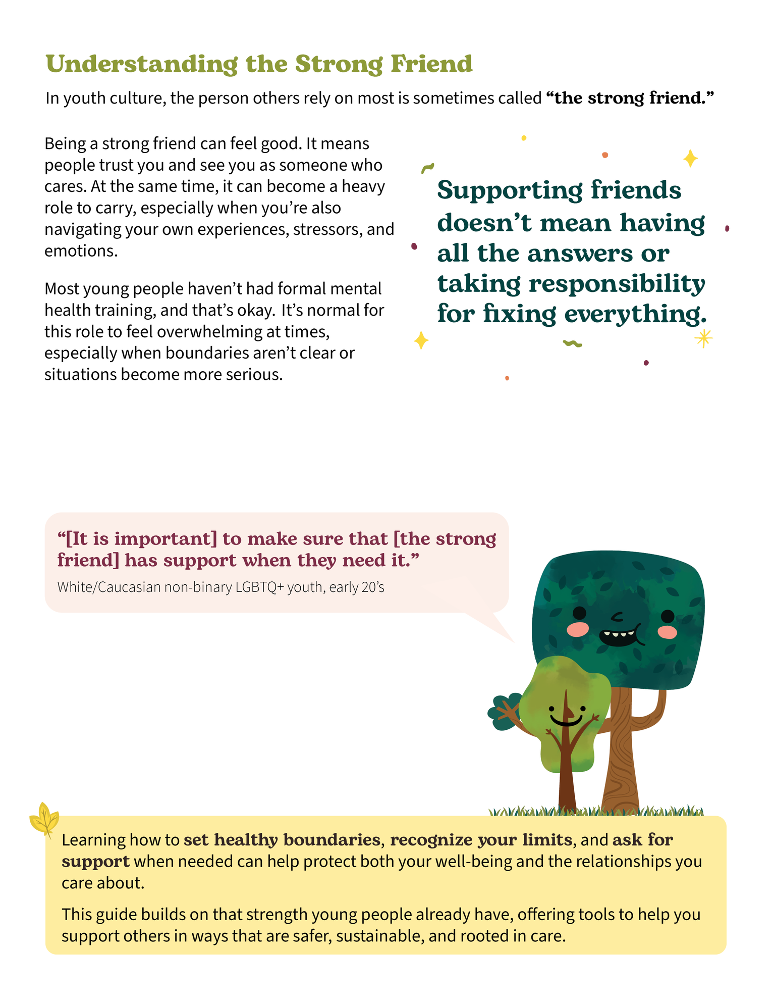 Understanding the Strong Friend
In youth culture, the person others rely on most is sometimes called “the strong friend.”
Being a strong friend can feel good. It means
people trust you and see you as someone who
cares. At the same time, it can become a heavy
role to carry, especially when you’re also
navigating your own experiences, stressors, and
emotions.
Most young people haven’t had formal mental
health training, and that’s okay. It’s normal for
this role to feel overwhelming at times,
especially when boundaries aren’t clear or
situations become more serious.
Supporting friends
doesn’t mean having
all the answers or
taking responsibility
for fixing everything.
“[It is important] to make sure that [the strong
friend] has support when they need it.”
White/Caucasian non-binary LGBTQ+ youth, early 20’s
Learning how to set healthy boundaries, recognize your limits, and ask for
support when needed can help protect both your well-being and the relationships you
care about.
This guide builds on that strength young people already have, offering tools to help you
support others in ways that are safer, sustainable, and rooted in care.